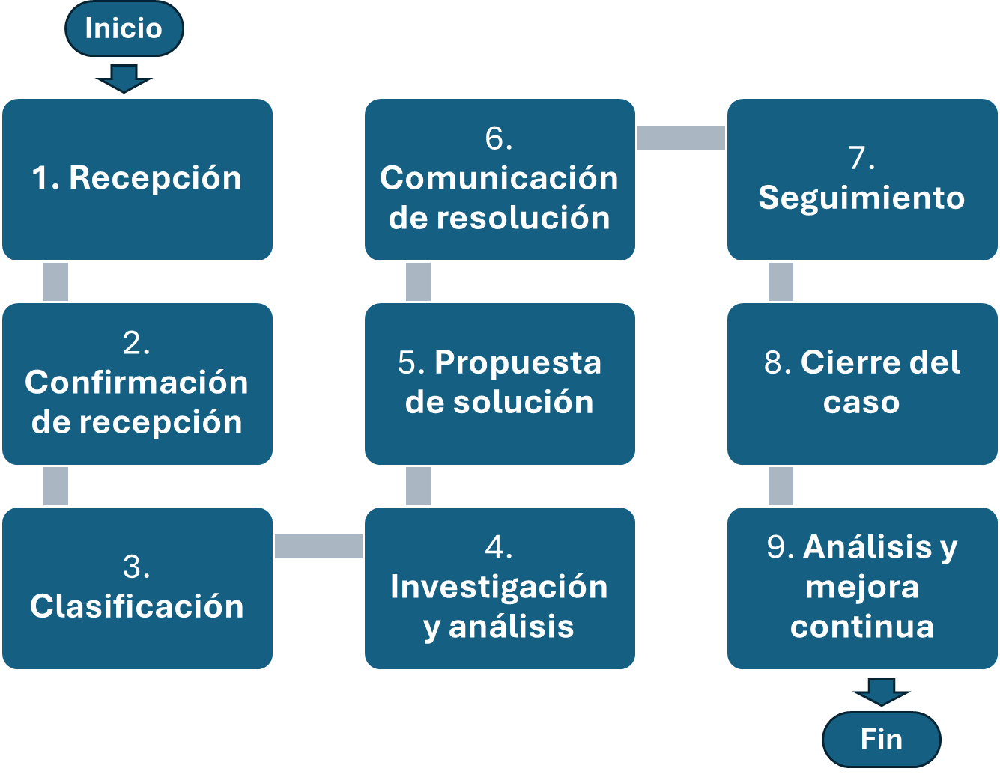 Inicio
1. Recepción
2.
Confirmación
de recepción
3.
Clasificación
4.
Investigación
y análisis
5. Propuesta
de solución
6.
Comunicación
de resolución
7.
Seguimiento
8. Cierre del
caso
9. Análisis y
mejora
continua
Fin